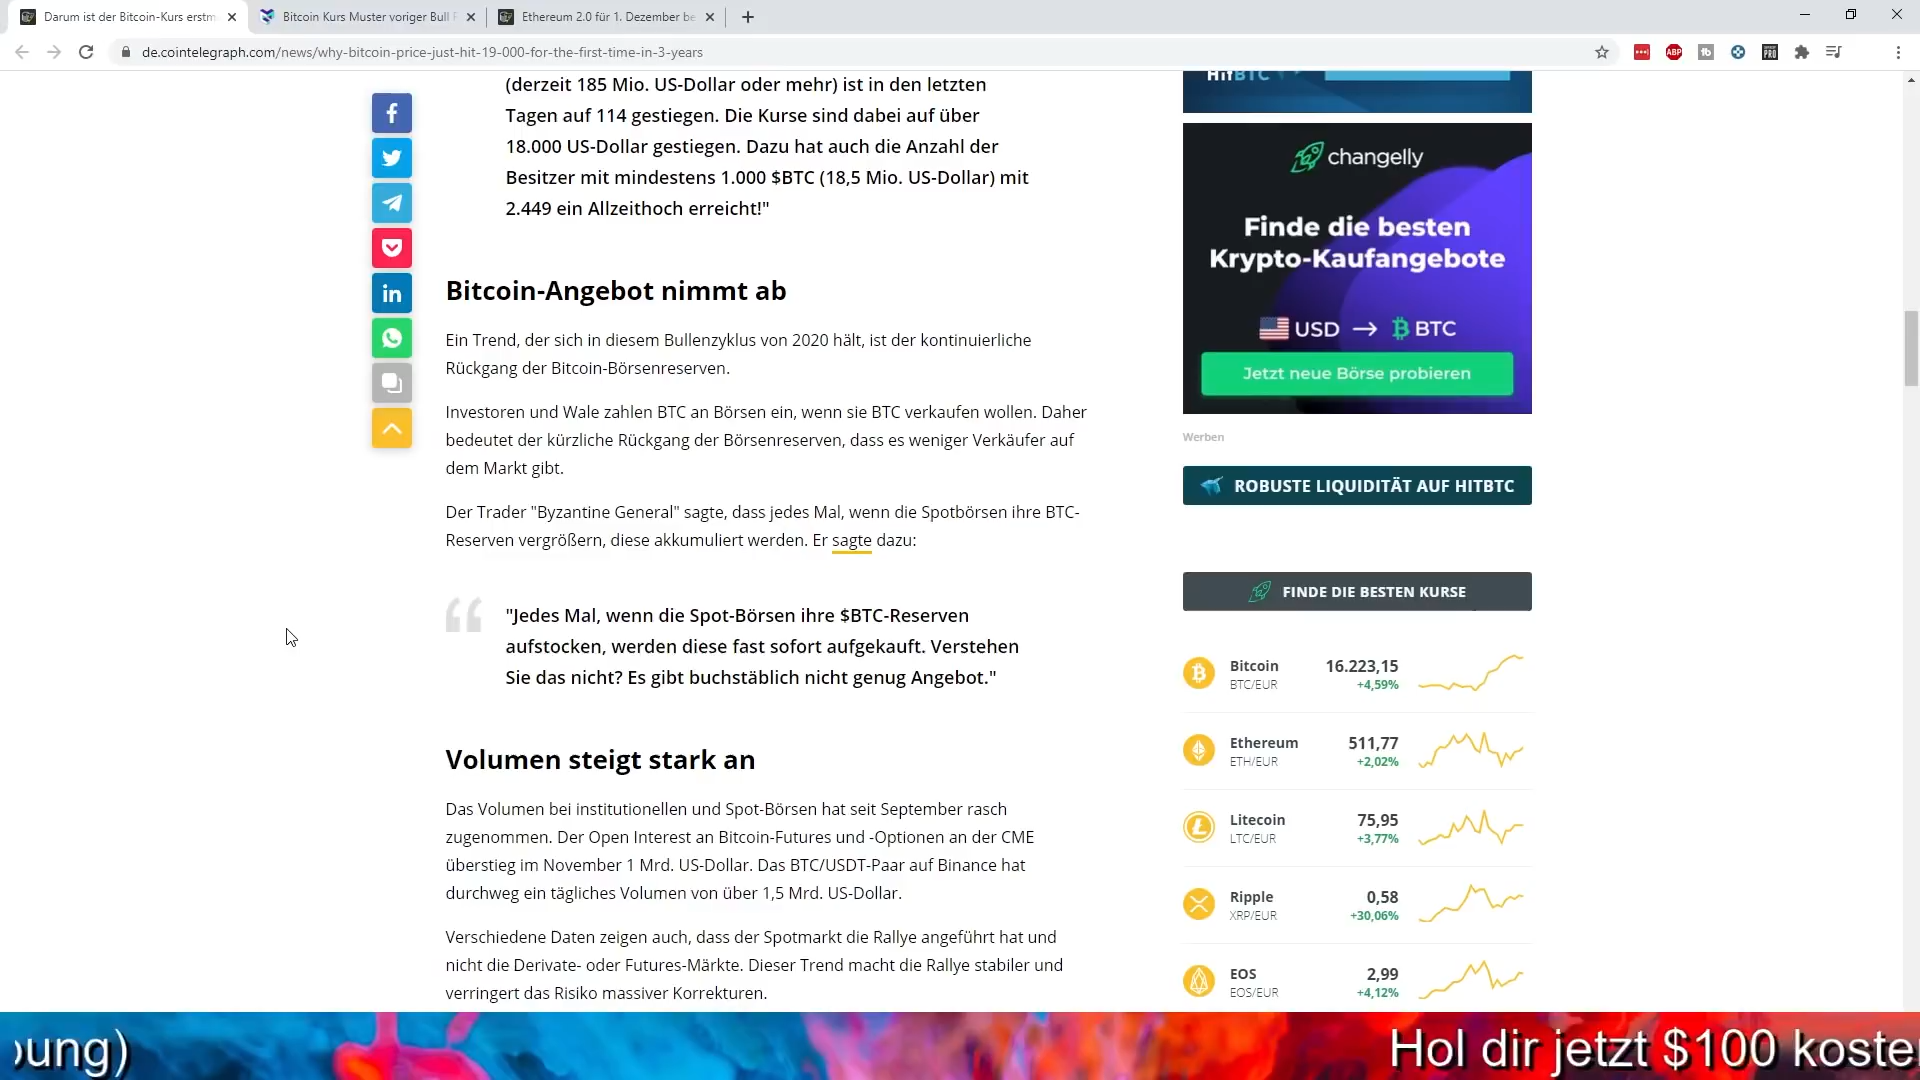 Darum ist der Bitcoin-Kurs erstm
Bitcoin Kurs Muster voriger Bull
Ethereum 2.0 für 1. Dezember be
de.cointelegraph.com/news/why-bitcoin-price-just-hit-19-000-for-the-first-time-in-3-years
ABP
(derzeit 185 Mio. US-Dollar oder mehr) ist in den letzten
Tagen auf 114 gestiegen. Die Kurse sind dabei auf über
18.000 US-Dollar gestiegen. Dazu hat auch die Anzahl der
Besitzer mit mindestens 1.000 $BTC (18,5 Mio. US-Dollar) mit
2.449 ein Allzeithoch erreicht!"
Bitcoin-Angebot nimmt ab
Ein Trend, der sich in diesem Bullenzyklus von 2020 hält, ist der kontinuierliche
Rückgang der Bitcoin-Börsenreserven.
Investoren und Wale zahlen BTC an Börsen ein, wenn sie BTC verkaufen wollen. Daher
bedeutet der kürzliche Rückgang der Börsenreserven, dass es weniger Verkäufer auf
dem Markt gibt.
Der Trader "Byzantine General" sagte, dass jedes Mal, wenn die Spotbörsen ihre BTC-
Reserven vergrößern, diese akkumuliert werden. Er sagte dazu:
"Jedes Mal, wenn die Spot-Börsen ihre $BTC-Reserven
aufstocken, werden diese fast sofort aufgekauft. Verstehen
Sie das nicht? Es gibt buchstäblich nicht genug Angebot."
Volumen steigt stark an
Das Volumen bei institutionellen und Spot-Börsen hat seit September rasch
zugenommen. Der Open Interest an Bitcoin-Futures und -Optionen an der CME
überstieg im November 1 Mrd. US-Dollar. Das BTC/USDT-Paar auf Binance hat
durchweg ein tägliches Volumen von über 1,5 Mrd. US-Dollar.
Verschiedene Daten zeigen auch, dass der Spotmarkt die Rallye angeführt hat und
nicht die Derivate- oder Futures-Märkte. Dieser Trend macht die Rallye stabiler und
verringert das Risiko massiver Korrekturen.
HitBTC
changelly
Finde die besten
Krypto-Kaufangebote
USD → BTC
Jetzt neue Börse probieren
Werben
ROBUSTE LIQUIDITÄT AUF HITBTC
FINDE DIE BESTEN KURSE
Bitcoin 16.223,15
BTC/EUR +4,59%
Ethereum 511,77
ETH/EUR +2,02%
Litecoin 75,95
LTC/EUR +3,77%
Ripple 0,58
XRP/EUR +30,06%
EOS 2,99
EOS/EUR +4,12%
ung) Hol dir jetzt $100 koste